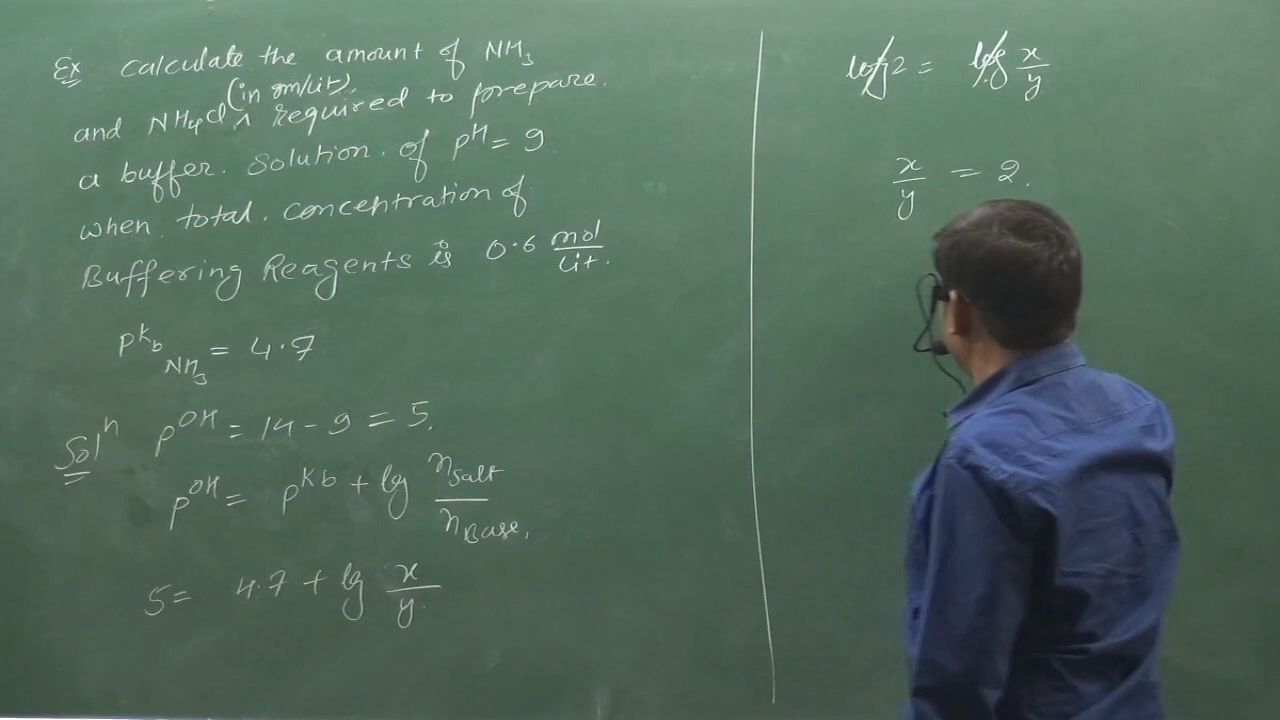 Ex calculate the amount of NH₃
(in gm/lit).
and NH₄Cl ^ required to prepare.
a buffer. solution. of pH = 9.
when. total. concentration of
Buffering Reagents is 0.6 mol/Lit.
pKb NH₃ = 4.7
Solⁿ pOH = 14 - 9 = 5.
pOH = pKb + log nSalt/nBase.
5 = 4.7 + log x/y.
log 2 = log x/y
x/y = 2.